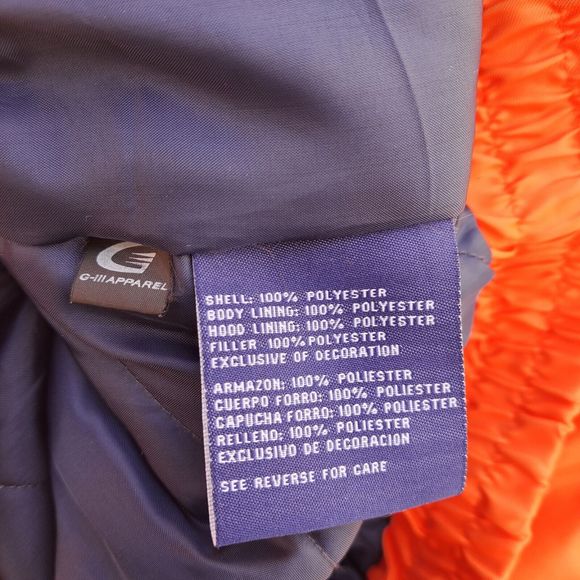 G
G-III APPAREL
SHELL: 100% POLYESTER
BODY LINING: 100% POLYESTER
HOOD LINING: 100% POLYESTER
FILLER 100%POLYESTER
EXCLUSIVE OF DECORATION
ARMAZON: 100% POLIESTER
CUERPO FORRO: 100% POLIESTER
CAPUCHA FORRO: 100% POLIESTER
RELLENO: 100% POLIESTER
EXCLUSIVO DE DECORACION
SEE REVERSE FOR CARE